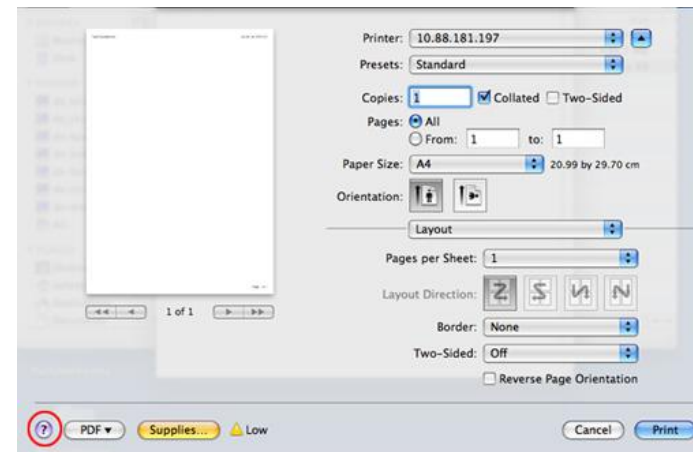 Printer: 10.88.181.197
Presets: Standard
Copies: 1 Collated Two-Sided
Pages: All
From: 1 to: 1
Paper Size: A4 20.99 by 29.70 cm
Orientation:
Layout
Pages per Sheet: 1
Layout Direction:
1 of 1
Border: None
Two-Sided: Off
Reverse Page Orientation
? PDF Supplies... Low Cancel Print